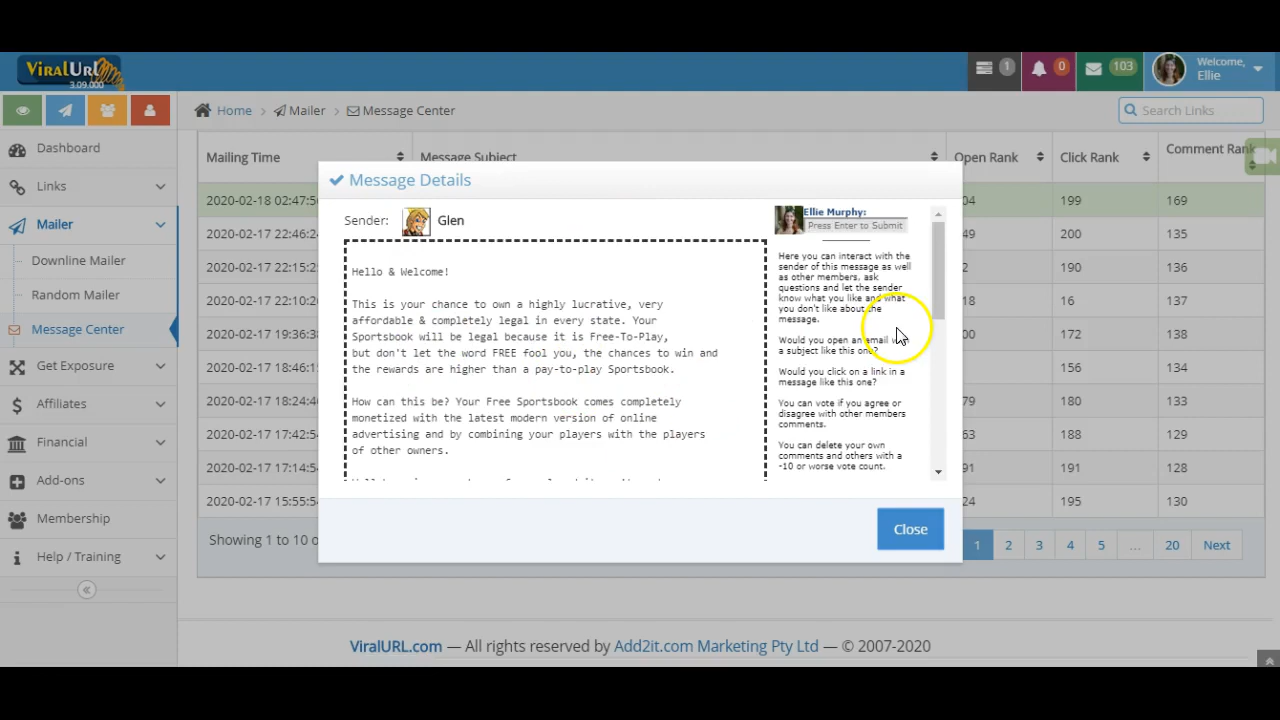 ViralUrl
3.09.000
1
0
103
Welcome,
Ellie
Home > Mailer > Message Center
Search Links
Dashboard
Links
Mailer
Downline Mailer
Random Mailer
Message Center
Get Exposure
Affiliates
Financial
Add-ons
Membership
Help / Training
Mailing Time
Message Subject
Open Rank
Click Rank
Comment Rank
2020-02-18 02:47:5
04
199
169
2020-02-17 22:46:2
49
200
135
2020-02-17 22:15:2
2
190
136
2020-02-17 22:10:2
18
16
137
2020-02-17 19:36:3
00
172
138
2020-02-17 18:46:5
156
134
2020-02-17 18:24:4
79
180
133
2020-02-17 17:42:5
63
188
129
2020-02-17 17:14:5
91
191
128
2020-02-17 15:55:5
24
195
130
Showing 1 to 10 o
1
2
3
4
5
...
20
Next
Message Details
Sender:
Glen
Hello & Welcome!
This is your chance to own a highly lucrative, very
affordable & completely legal in every state. Your
Sportsbook will be legal because it is Free-To-Play,
but don't let the word FREE fool you, the chances to win and
the rewards are higher than a pay-to-play Sportsbook.
How can this be? Your Free Sportsbook comes completely
monetized with the latest modern version of online
advertising and by combining your players with the players
of other owners.
Ellie Murphy:
Press Enter to Submit
Here you can interact with the
sender of this message as well
as other members, ask
questions and let the sender
know what you like and what
you don't like about the
message.
Would you open an email
a subject like this one?
Would you click on a link in a
message like this one?
You can vote if you agree or
disagree with other members
comments.
You can delete your own
comments and others with a
-10 or worse vote count.
Close
ViralURL.com — All rights reserved by Add2it.com Marketing Pty Ltd — © 2007-2020